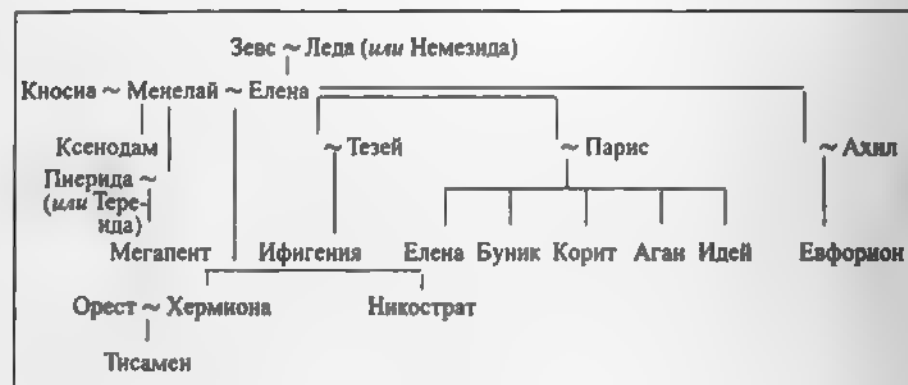 Зевс ~ Леда (или Немезида)
Кносиа ~ Менелай ~ Елена
Ксенодам ~ Тезей ~ Парис ~ Ахил
Пиерида ~
(или Тере-
ида)
Мегапент Ифигения Елена Буник Корит Аган Идей Евфорион
Орест ~ Хермиона Никострат
Тисамен